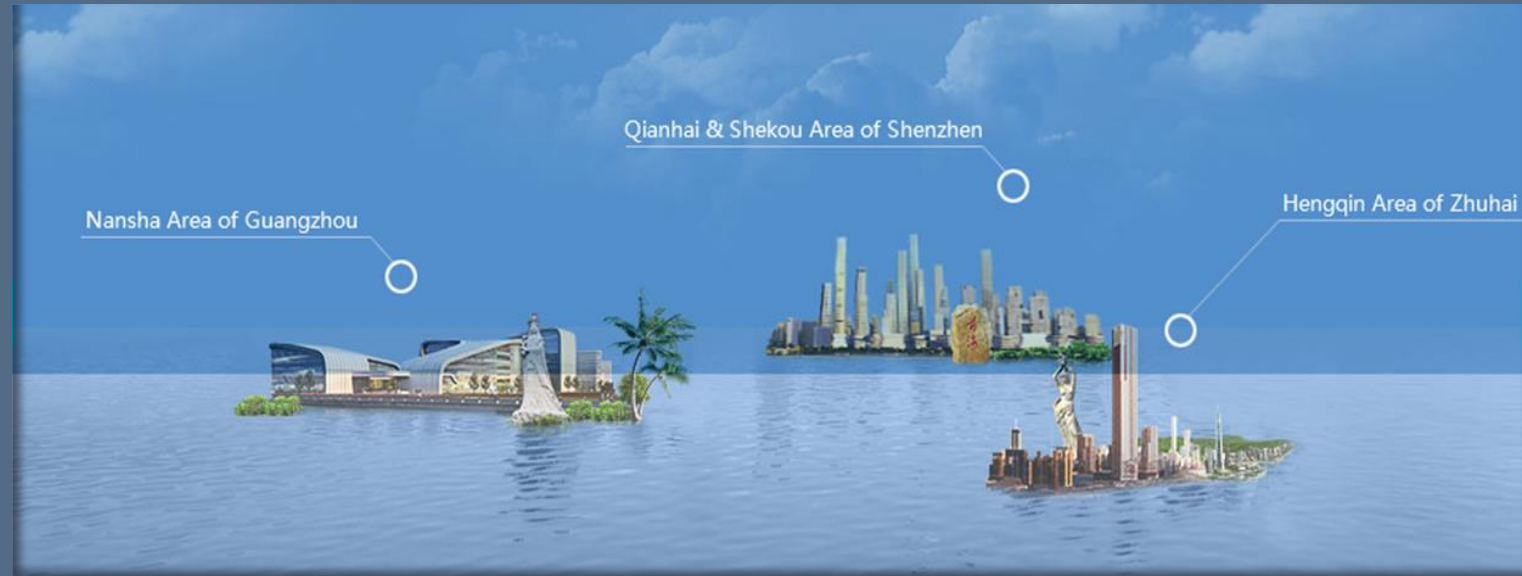 Qianhai & Shekou Area of Shenzhen
Nansha Area of Guangzhou
Hengqin Area of Zhuhai